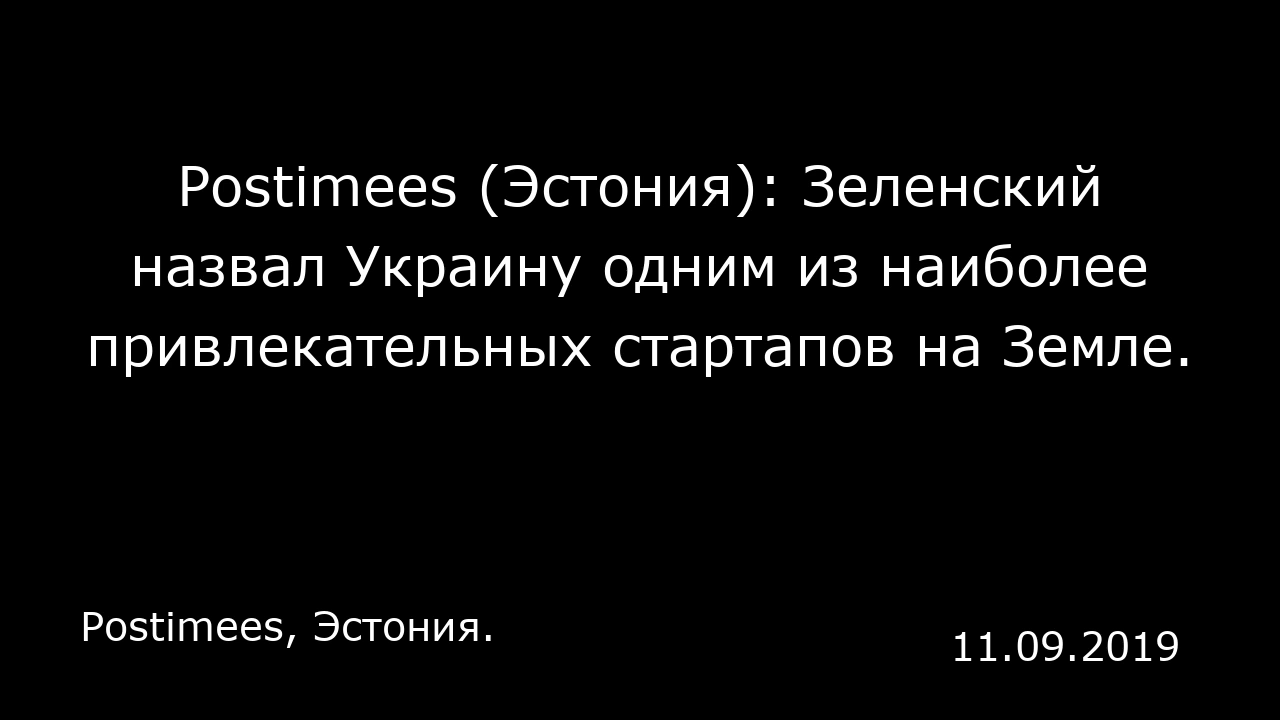 Postimees (Эстония): Зеленский
назвал Украину одним из наиболее
привлекательных стартапов на Земле.
Postimees, Эстония.
11.09.2019